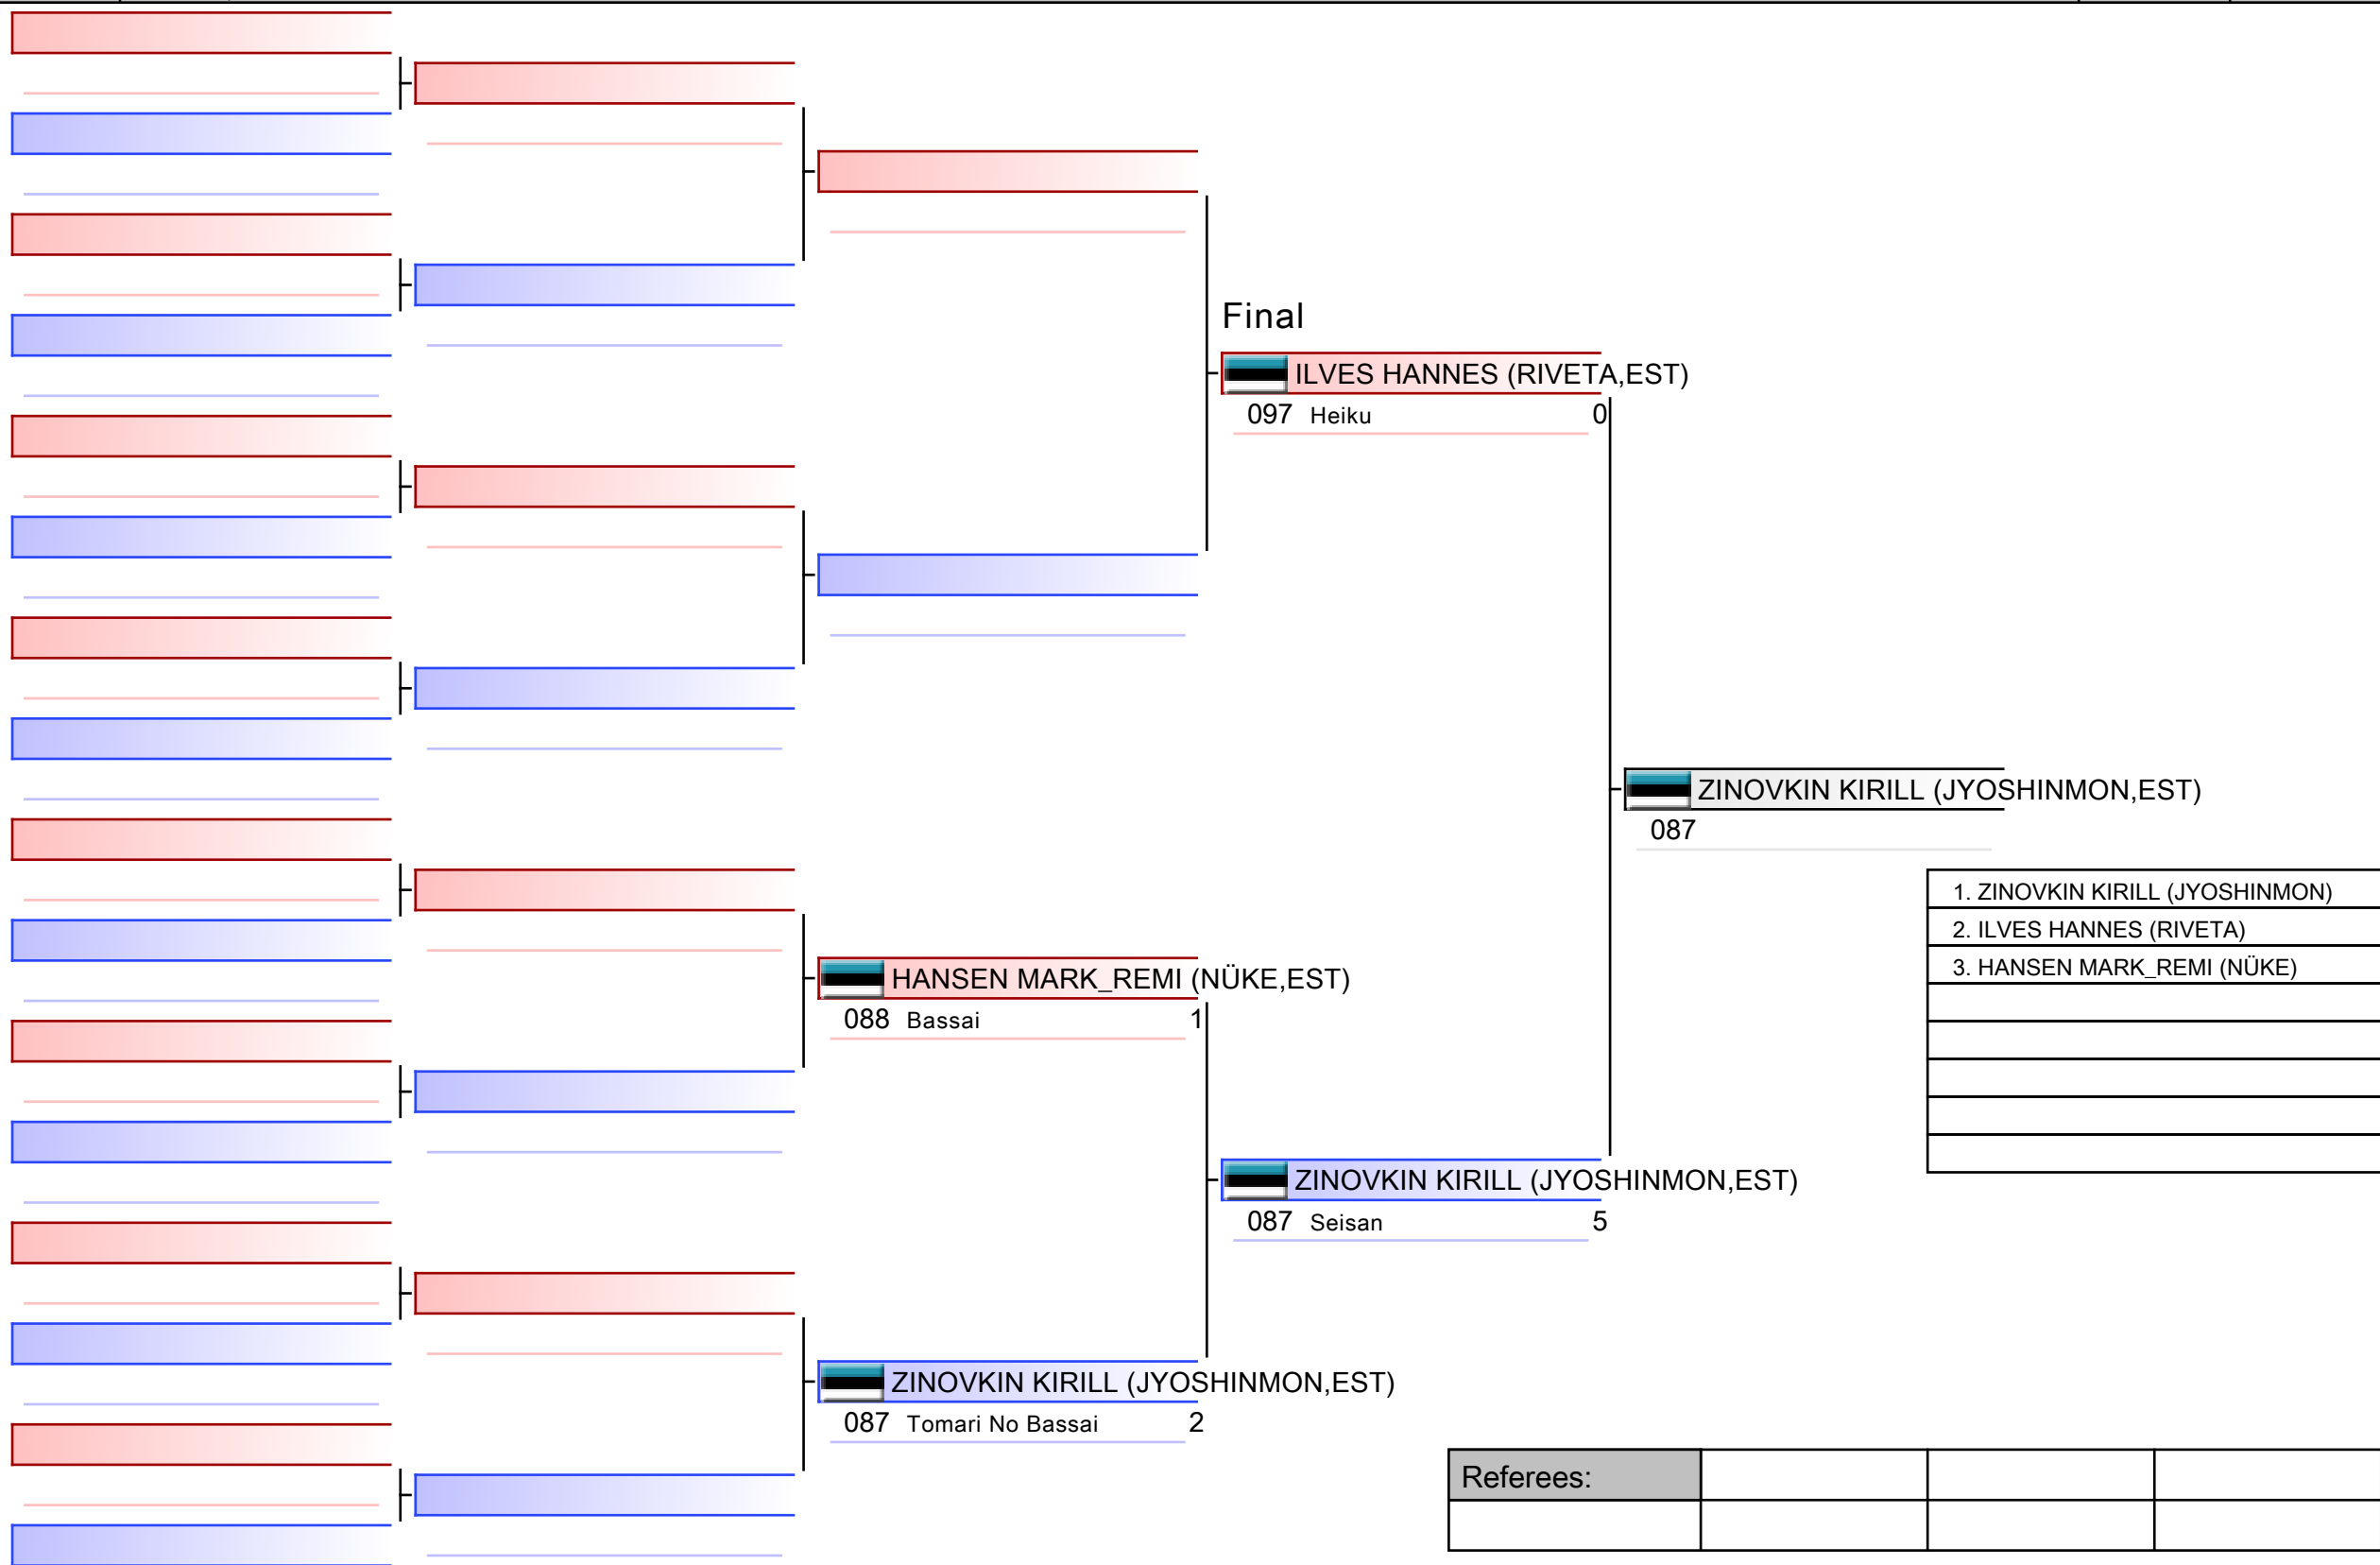 Final
ILVES HANNES (RIVETA,EST)
097 Heiku 0
ZINOVKIN KIRILL (JYOSHINMON,EST)
087
1. ZINOVKIN KIRILL (JYOSHINMON)
2. ILVES HANNES (RIVETA)
3. HANSEN MARK_REMI (NÜKE)
HANSEN MARK_REMI (NÜKE,EST)
088 Bassai 1
ZINOVKIN KIRILL (JYOSHINMON,EST)
087 Seisan 5
ZINOVKIN KIRILL (JYOSHINMON,EST)
087 Tomari No Bassai 2
Referees: